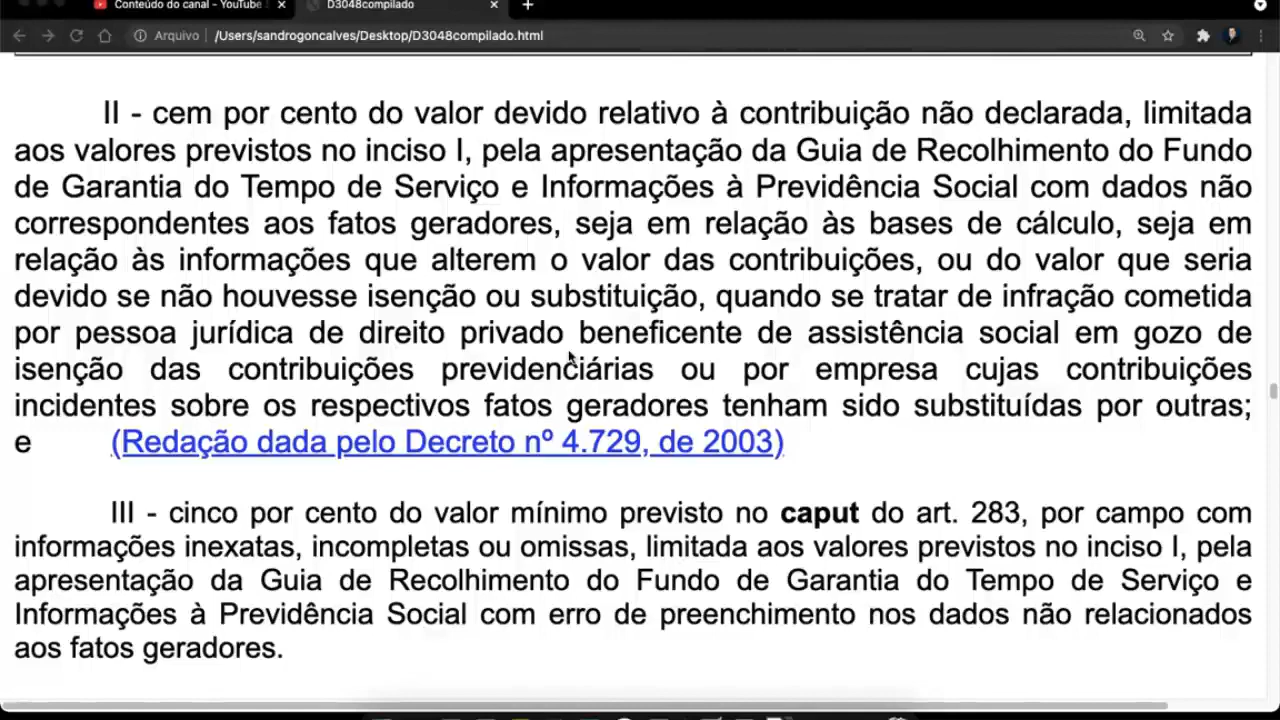 Conteúdo do canal - YouTube
D3048compilado
Arquivo /Users/sandrogoncalves/Desktop/D3048compilado.html
II - cem por cento do valor devido relativo à contribuição não declarada, limitada
aos valores previstos no inciso I, pela apresentação da Guia de Recolhimento do Fundo
de Garantia do Tempo de Serviço e Informações à Previdência Social com dados não
correspondentes aos fatos geradores, seja em relação às bases de cálculo, seja em
relação às informações que alterem o valor das contribuições, ou do valor que seria
devido se não houvesse isenção ou substituição, quando se tratar de infração cometida
por pessoa jurídica de direito privado beneficente de assistência social em gozo de
isenção das contribuições previdenciárias ou por empresa cujas contribuições
incidentes sobre os respectivos fatos geradores tenham sido substituídas por outras;
e (Redação dada pelo Decreto nº 4.729, de 2003)
III - cinco por cento do valor mínimo previsto no caput do art. 283, por campo com
informações inexatas, incompletas ou omissas, limitada aos valores previstos no inciso I, pela
apresentação da Guia de Recolhimento do Fundo de Garantia do Tempo de Serviço e
Informações à Previdência Social com erro de preenchimento nos dados não relacionados
aos fatos geradores.